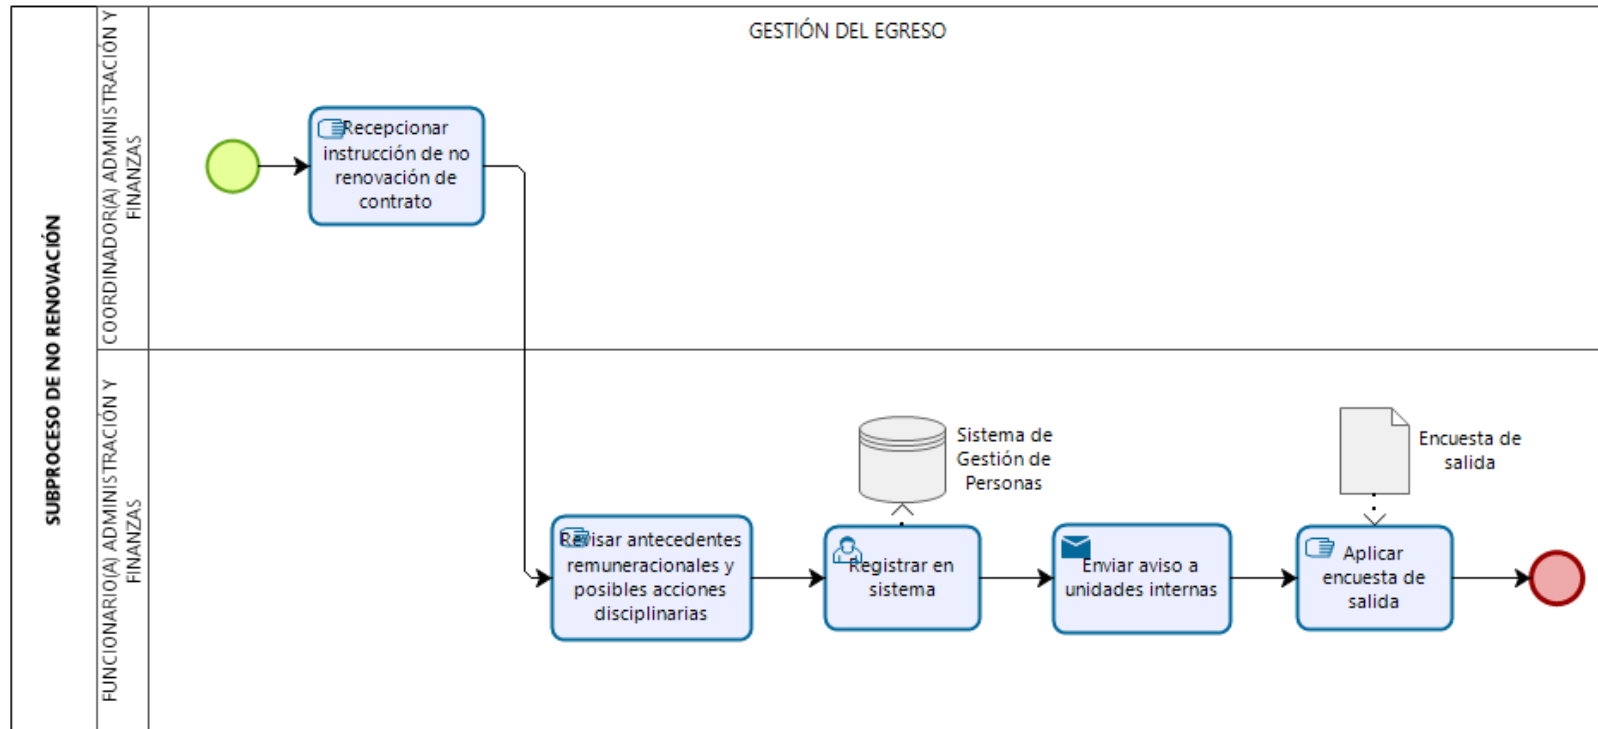 GESTIÓN DEL EGRESO
SUBPROCESO DE NO RENOVACIÓN
COORDINADOR(A) ADMINISTRACIÓN Y
FINANZAS
Recepcionar
instrucción de no
renovación de
contrato
FUNCIONARIO(A) ADMINISTRACIÓN Y
FINANZAS
Revisar antecedentes
remuneracionales y
posibles acciones
disciplinarias
Sistema de
Gestión de
Personas
Registrar en
sistema
Enviar aviso a
unidades internas
Encuesta de
salida
Aplicar
encuesta de
salida